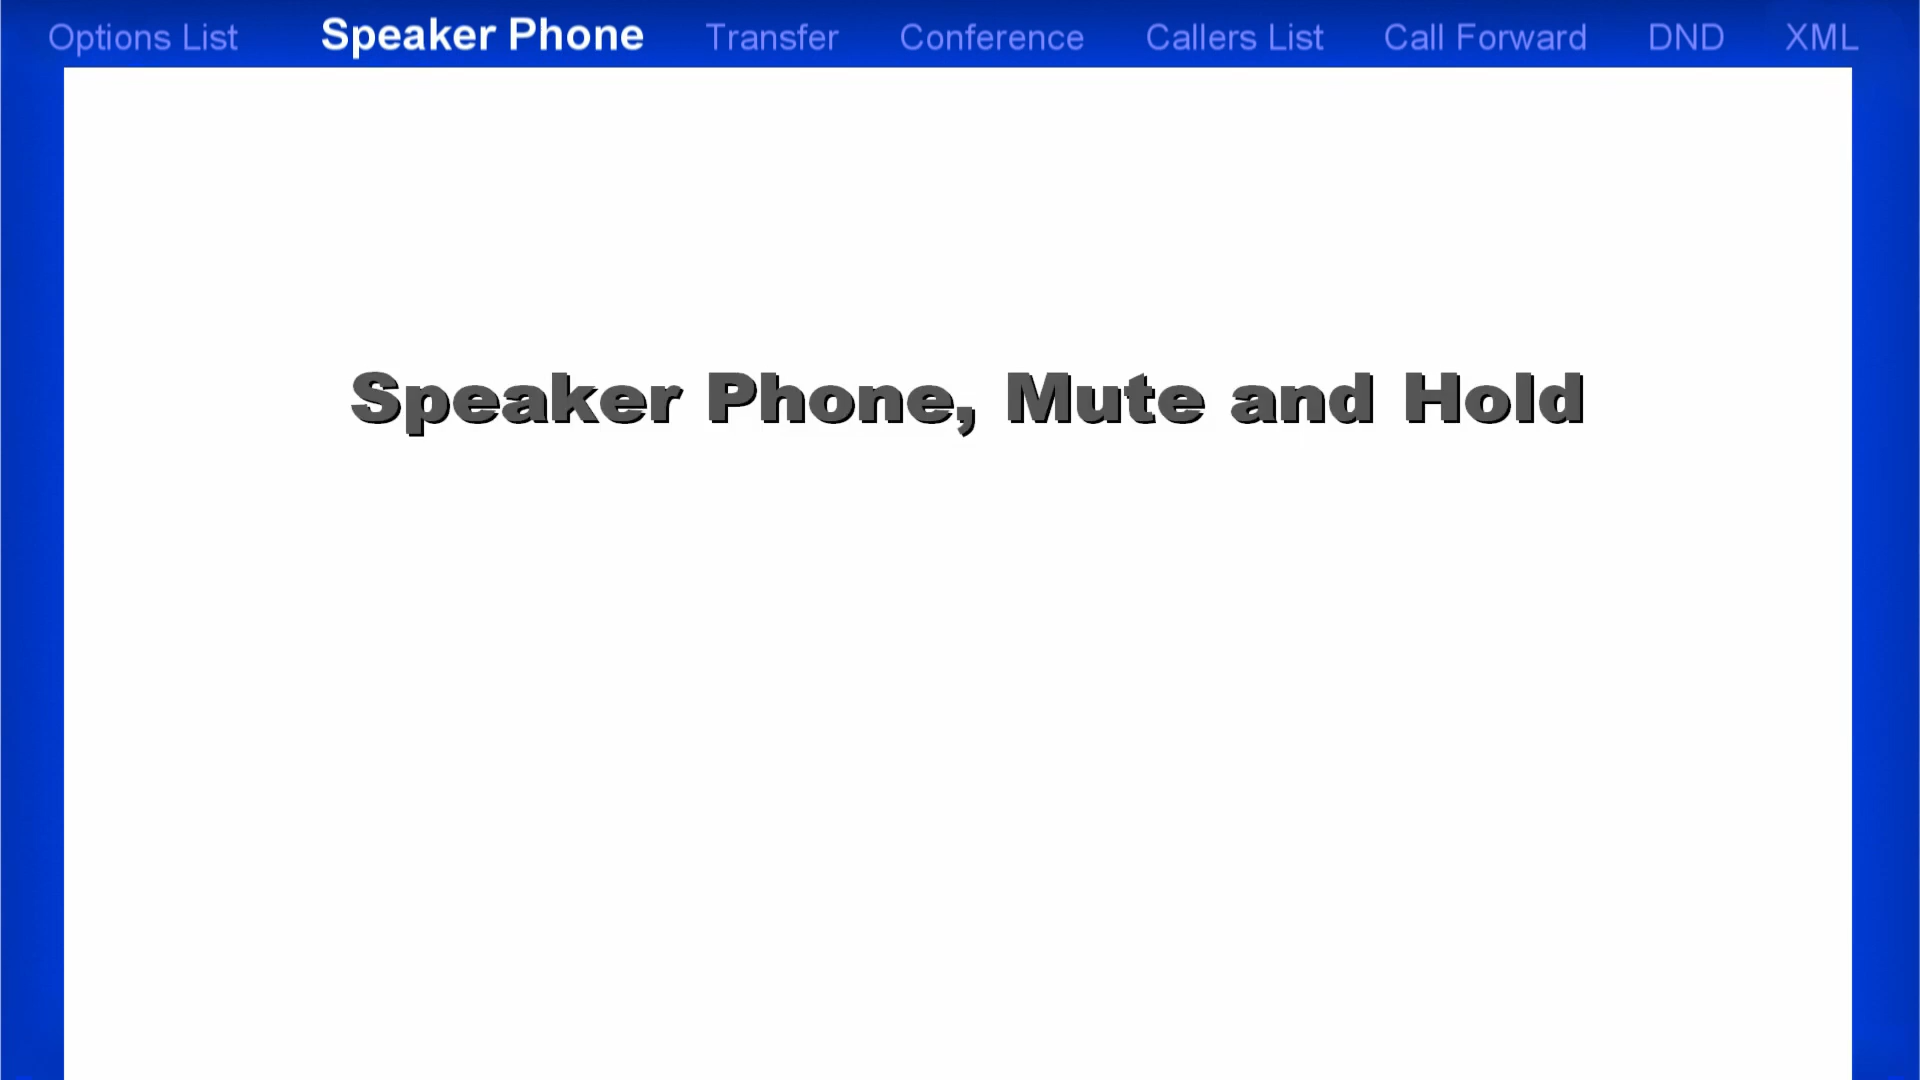 Options List Speaker Phone Transfer Conference Callers List Call Forward DND XML
Speaker Phone, Mute and Hold